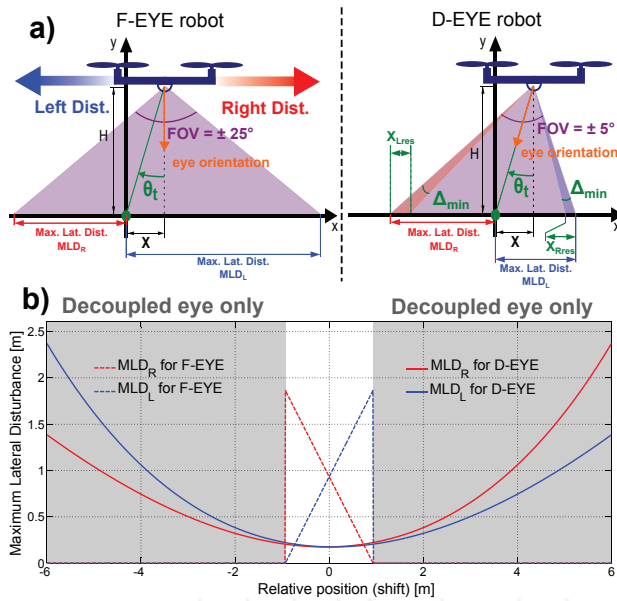 a)
F-EYE robot
D-EYE robot
y
y
Left Dist.
Right Dist.
H
FOV = ± 25°
eye orientation
θt
Max. Lat. Dist.
MLDR
X
x
Max. Lat. Dist.
MLDL
XLres
H
FOV = ± 5°
eye orientation
θt
Δmin
Δmin
Max. Lat. Dist.
MLDR
X
x
XRres
Max. Lat. Dist.
MLDL
b)
Decoupled eye only
Decoupled eye only
Maximum Lateral Disturbance [m]
2.5
2
1.5
1
0.5
0
MLDR for F-EYE
MLDL for F-EYE
MLDR for D-EYE
MLDL for D-EYE
-6 -4 -2 0 2 4 6
Relative position (shift) [m]